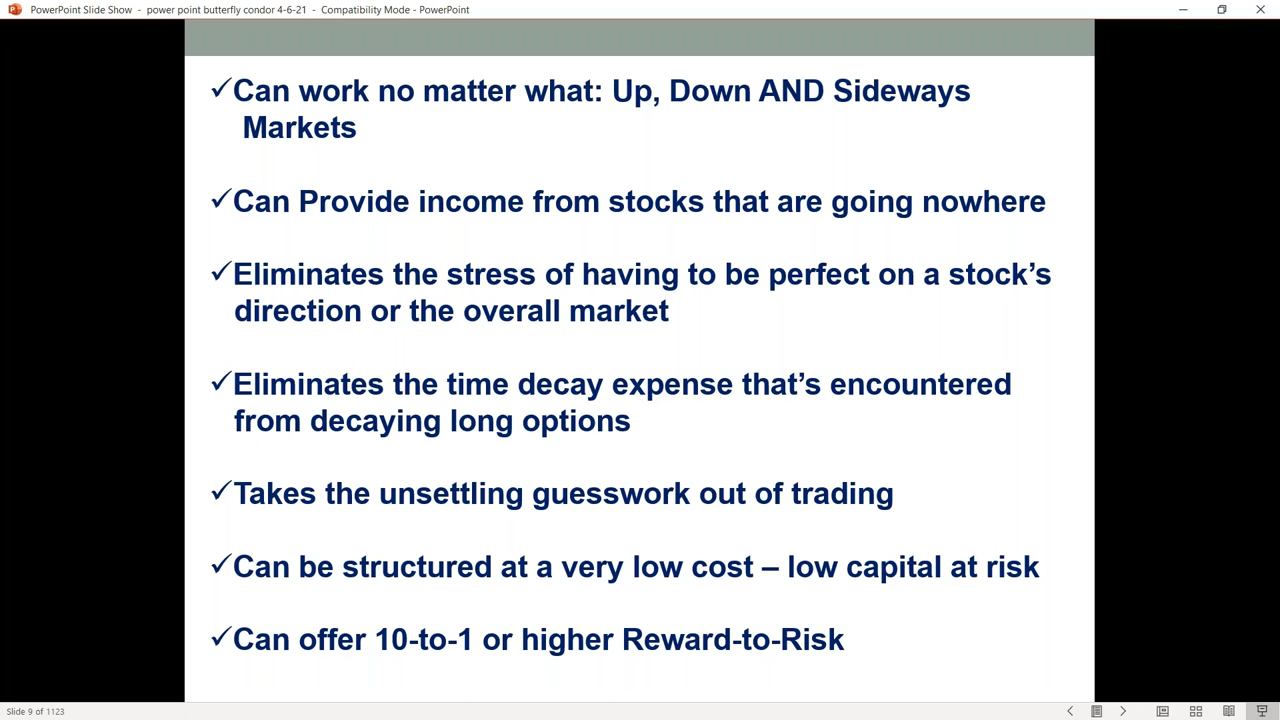 PowerPoint Slide Show - power point butterfly condor 4-6-21 - Compatibility Mode - PowerPoint
✓Can work no matter what: Up, Down AND Sideways
Markets
✓Can Provide income from stocks that are going nowhere
✓Eliminates the stress of having to be perfect on a stock’s
direction or the overall market
✓Eliminates the time decay expense that’s encountered
from decaying long options
✓Takes the unsettling guesswork out of trading
✓Can be structured at a very low cost – low capital at risk
✓Can offer 10-to-1 or higher Reward-to-Risk
Slide 9 of 1123